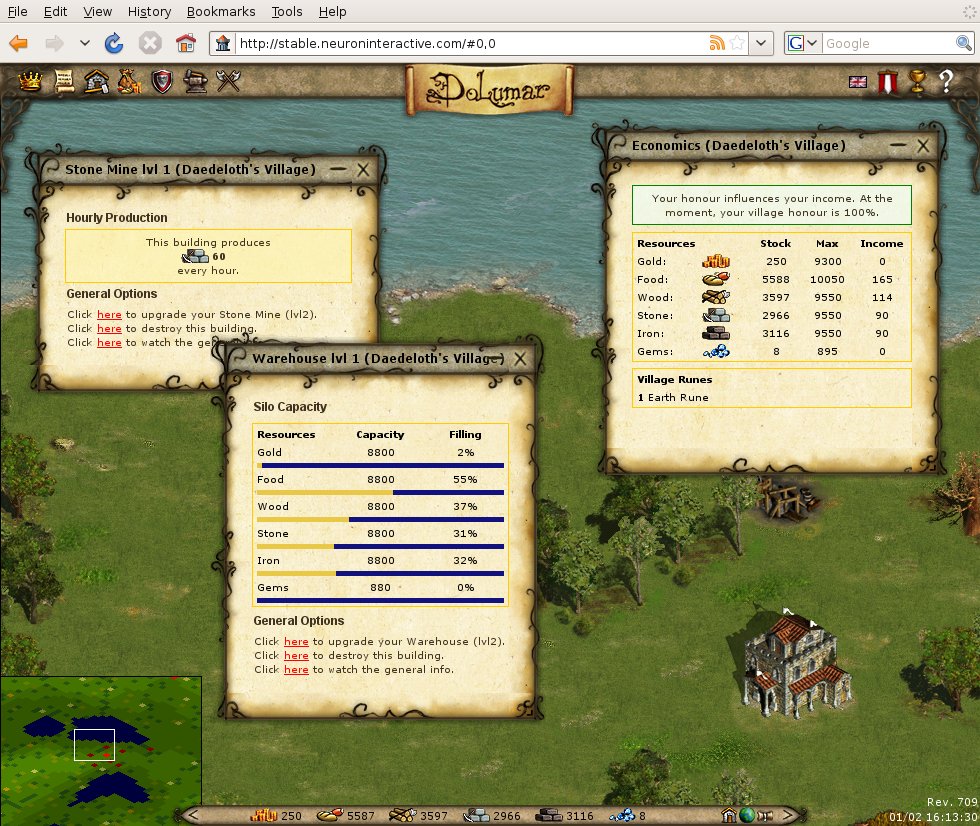 File Edit View History Bookmarks Tools Help
http://stable.neuroninteractive.com/#0,0
Google
Dolumar
Stone Mine lvl 1 (Daedeloth's Village)
Hourly Production
This building produces
60
every hour.
General Options
Click here to upgrade your Stone Mine (lvl2).
Click here to destroy this building.
Click here to watch the gen
Economics (Daedeloth's Village)
Your honour influences your income. At the
moment, your village honour is 100%.
Resources Stock Max Income
Gold: 250 9300 0
Food: 5588 10050 165
Wood: 3597 9550 114
Stone: 2966 9550 90
Iron: 3116 9550 90
Gems: 8 895 0
Village Runes
1 Earth Rune
Warehouse lvl 1 (Daedeloth's Village)
Silo Capacity
Resources Capacity Filling
Gold 8800 2%
Food 8800 55%
Wood 8800 37%
Stone 8800 31%
Iron 8800 32%
Gems 880 0%
General Options
Click here to upgrade your Warehouse (lvl2).
Click here to destroy this building.
Click here to watch the general info.
Rev. 709
250 5587 3597 2966 3116 8
01/02 16:13:39